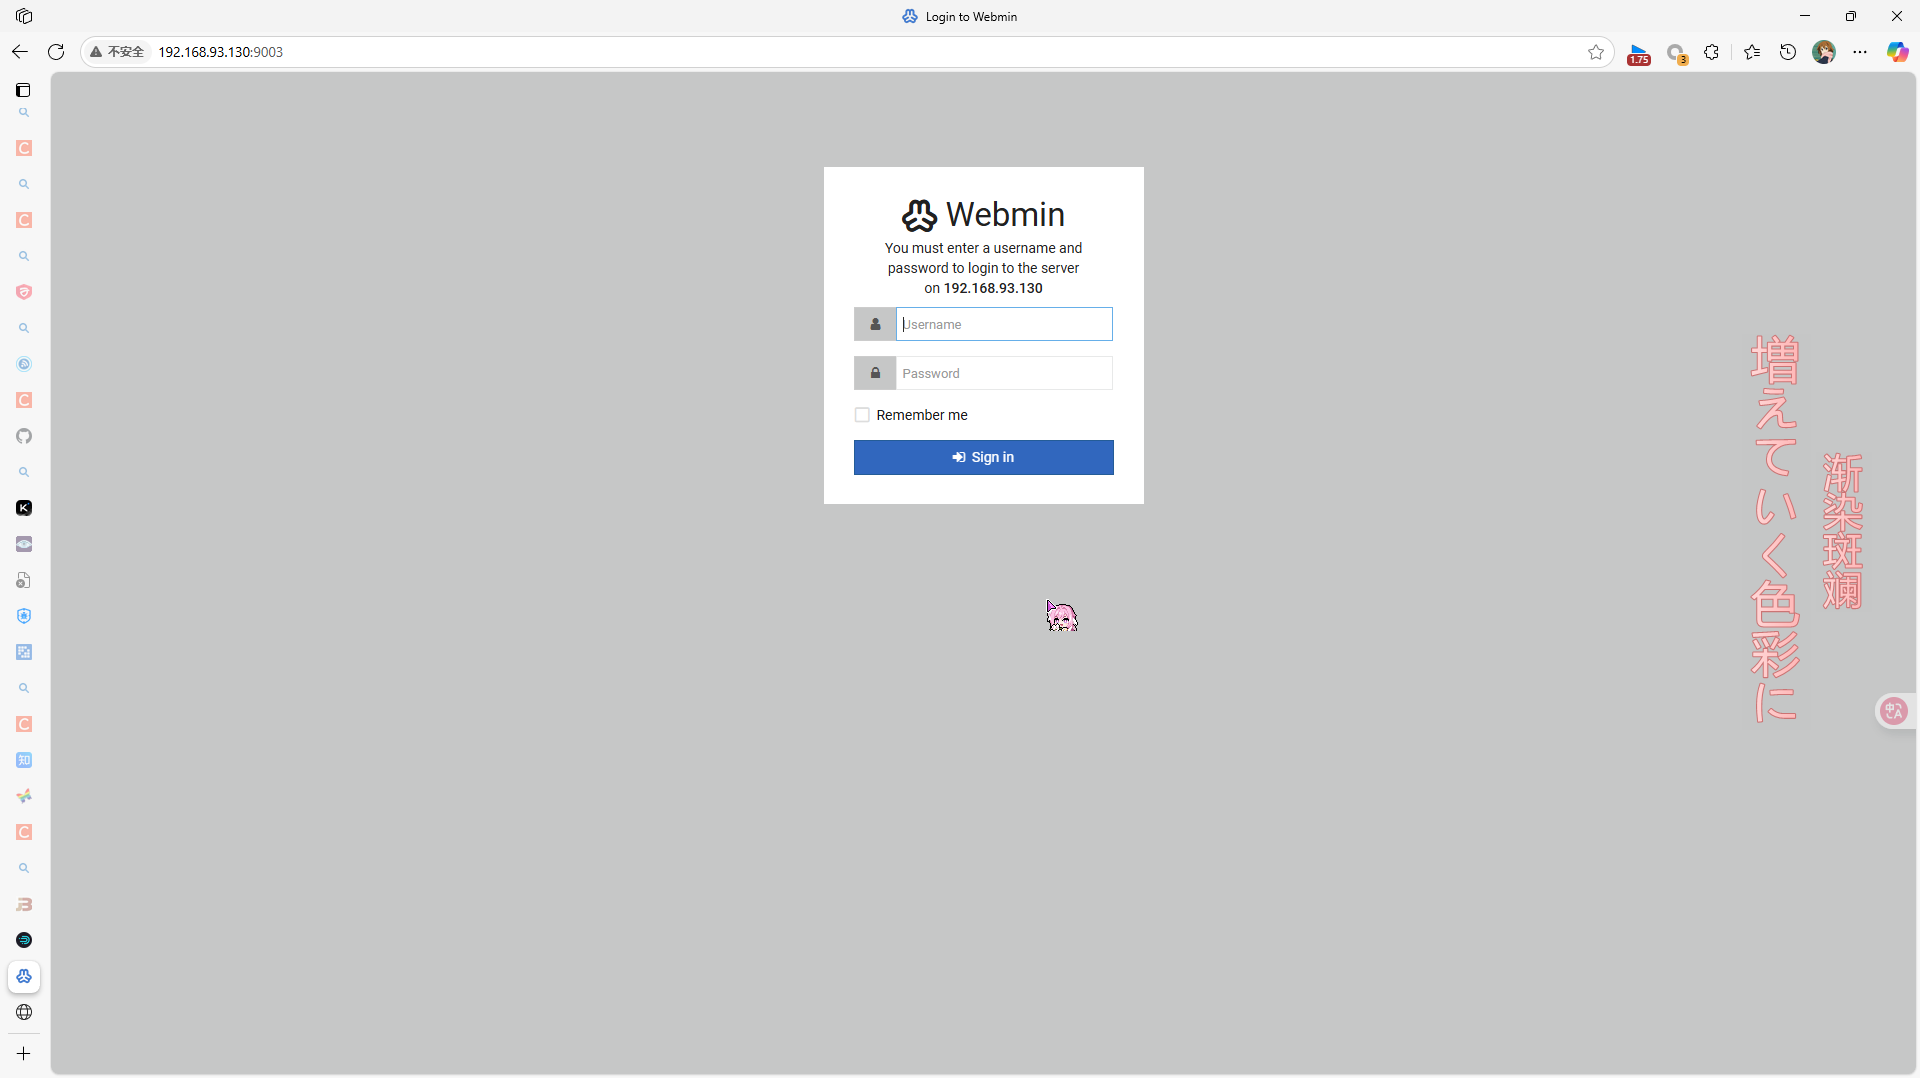 Login to Webmin
不安全
192.168.93.130:9003
1.75
3
Webmin
You must enter a username and
password to login to the server
on 192.168.93.130
Username
Password
Remember me
Sign in
増えていく色彩に
渐染斑斓